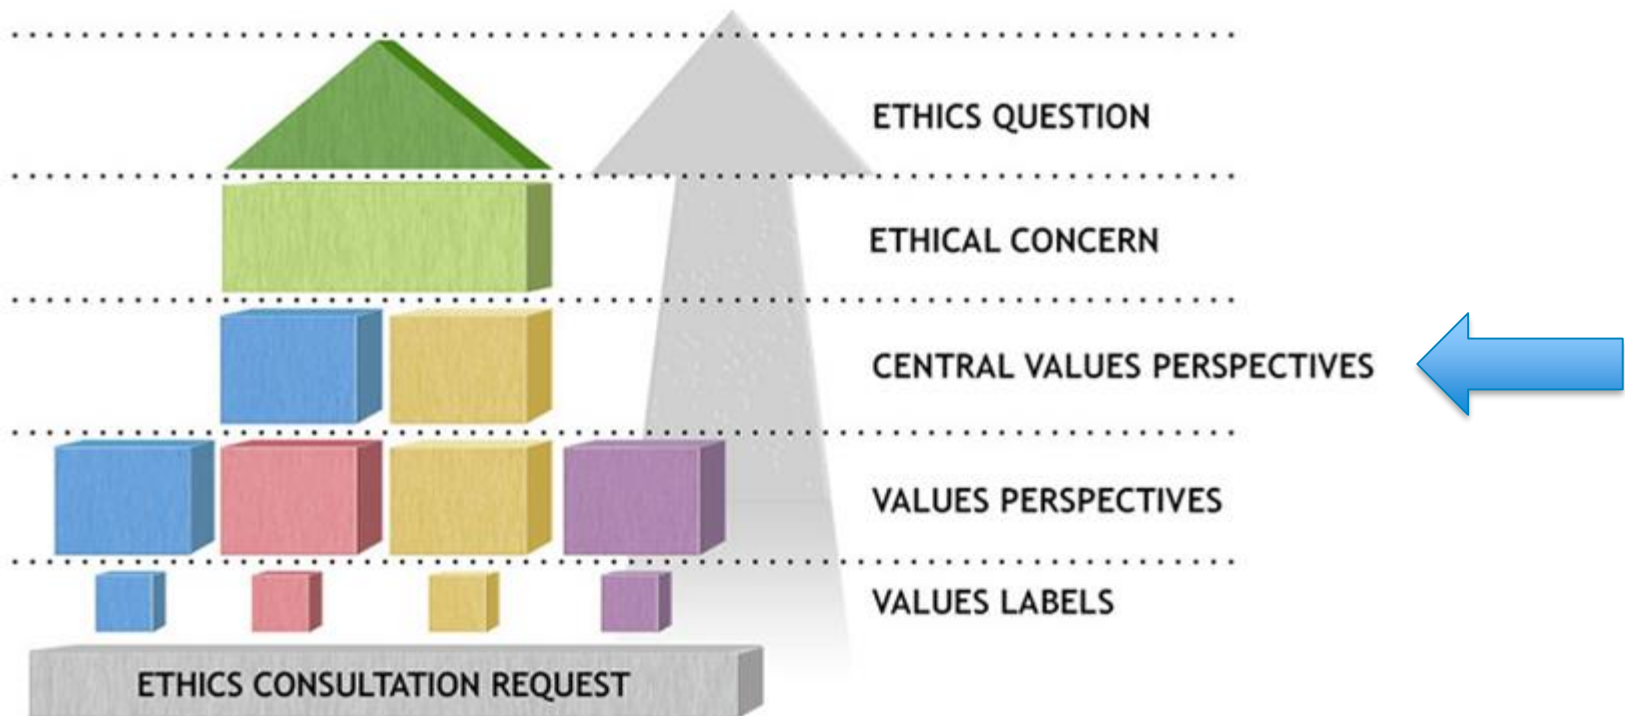 ETHICS QUESTION
ETHICAL CONCERN
CENTRAL VALUES PERSPECTIVES
VALUES PERSPECTIVES
VALUES LABELS
ETHICS CONSULTATION REQUEST